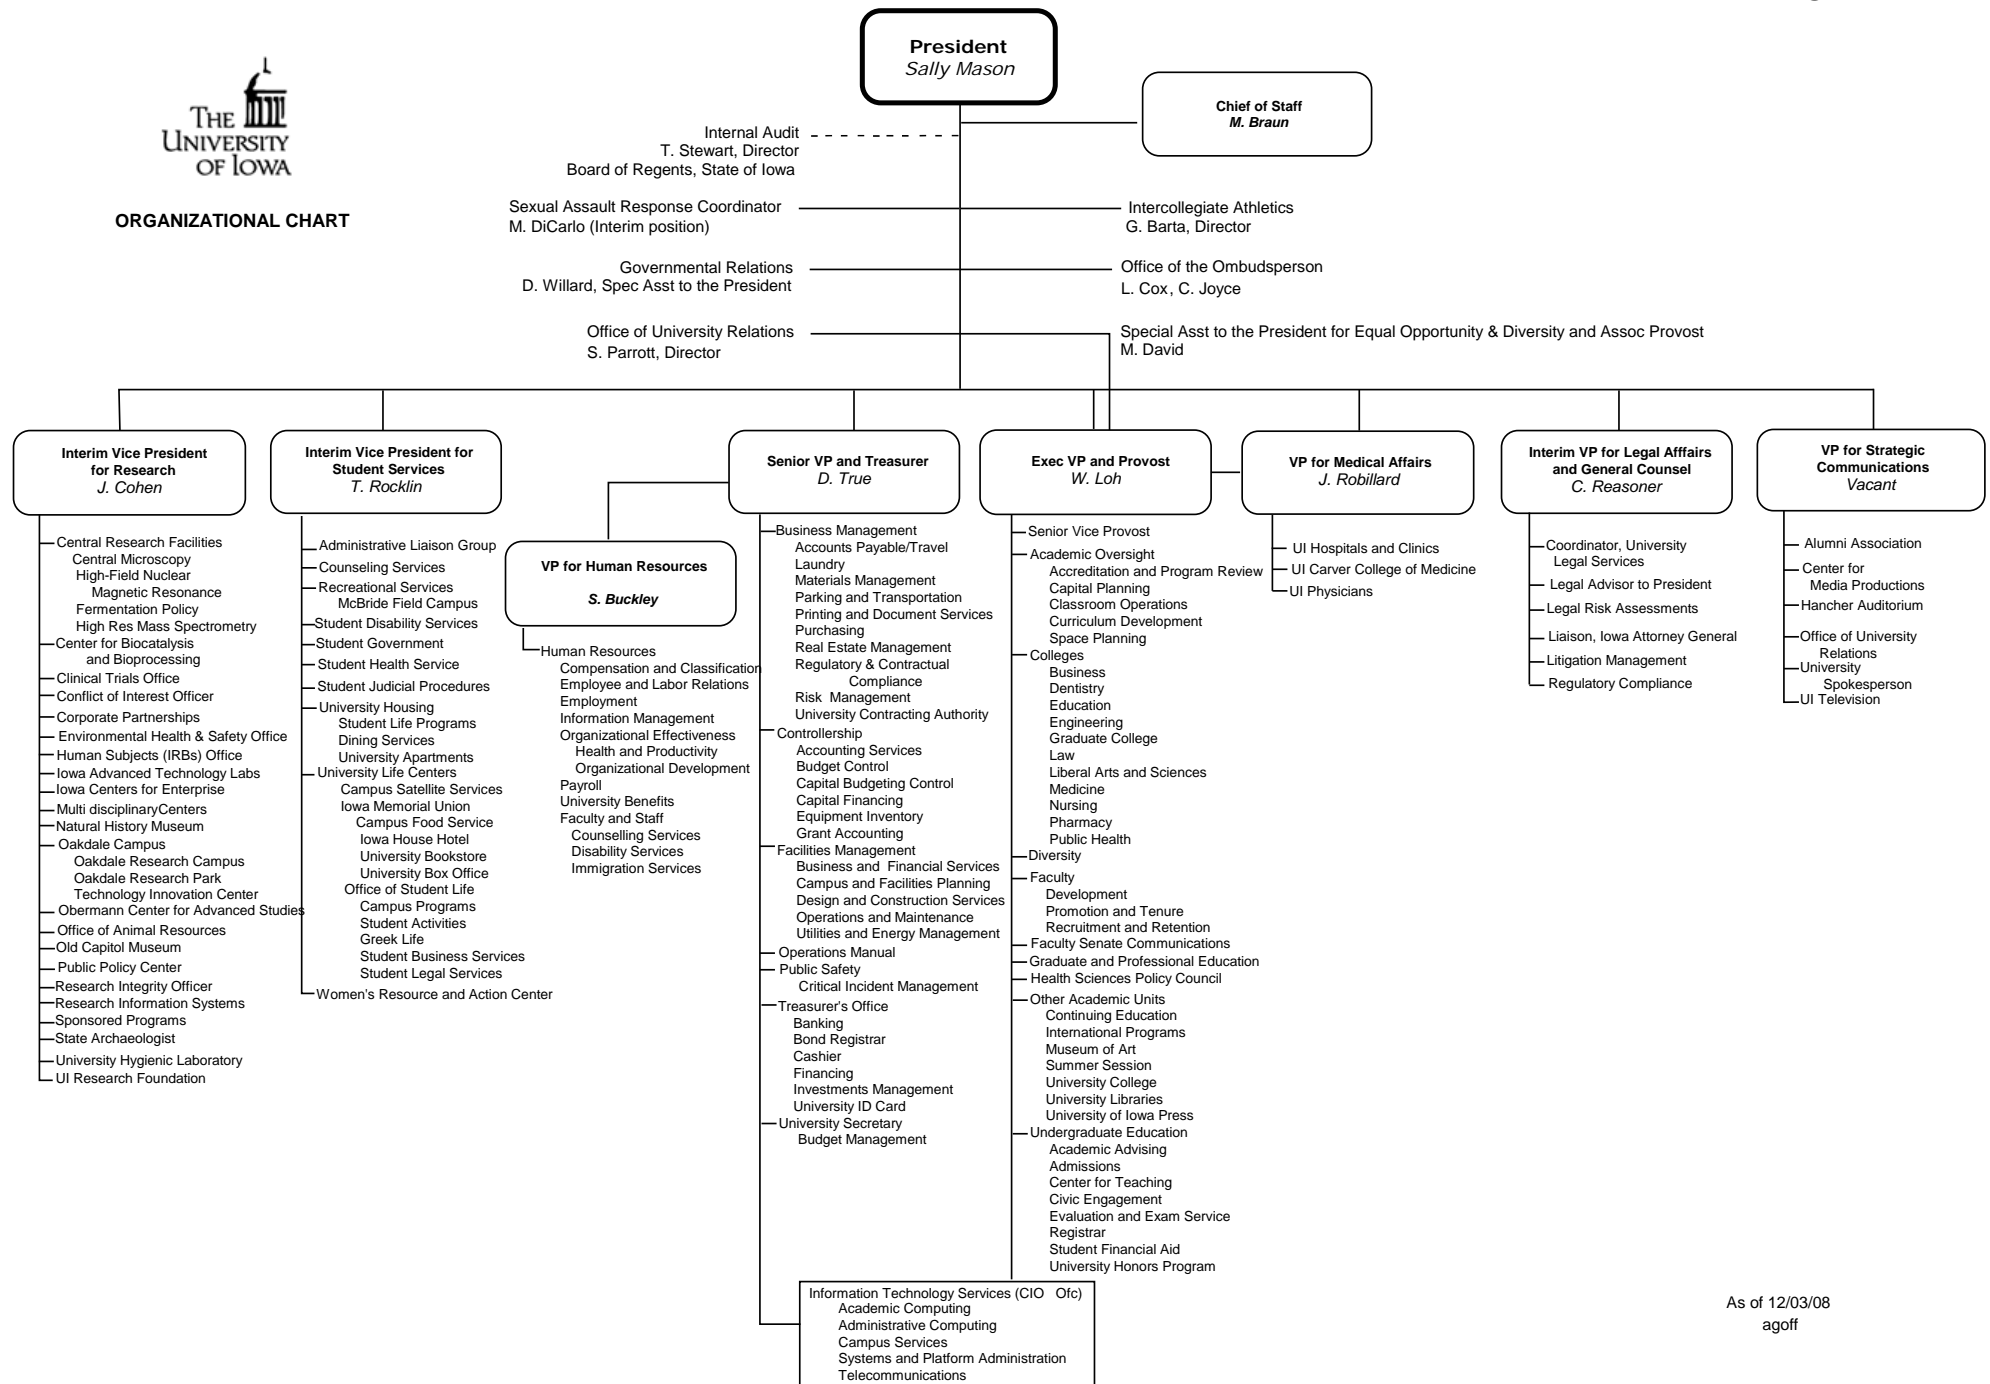 President
Sally Mason
Chief of Staff
M. Braun
THE
UNIVERSITY
OF IOWA
ORGANIZATIONAL CHART
Internal Audit
T. Stewart, Director
Board of Regents, State of Iowa
Sexual Assault Response Coordinator
M. DiCarlo (Interim position)
Intercollegiate Athletics
G. Barta, Director
Governmental Relations
D. Willard, Spec Asst to the President
Office of the Ombudsperson
L. Cox, C. Joyce
Office of University Relations
S. Parrott, Director
Special Asst to the President for Equal Opportunity & Diversity and Assoc Provost
M. David
Interim Vice President
for Research
J. Cohen
Central Research Facilities
Central Microscopy
High-Field Nuclear
Magnetic Resonance
Fermentation Policy
High Res Mass Spectrometry
Center for Biocatalysis
and Bioprocessing
Clinical Trials Office
Conflict of Interest Officer
Corporate Partnerships
Environmental Health & Safety Office
Human Subjects (IRBs) Office
Iowa Advanced Technology Labs
Iowa Centers for Enterprise
Multi disciplinaryCenters
Natural History Museum
Oakdale Campus
Oakdale Research Campus
Oakdale Research Park
Technology Innovation Center
Obermann Center for Advanced Studies
Office of Animal Resources
Old Capitol Museum
Public Policy Center
Research Integrity Officer
Research Information Systems
Sponsored Programs
State Archaeologist
University Hygienic Laboratory
UI Research Foundation
Interim Vice President for
Student Services
T. Rocklin
Administrative Liaison Group
Counseling Services
Recreational Services
McBride Field Campus
Student Disability Services
Student Government
Student Health Service
Student Judicial Procedures
University Housing
Student Life Programs
Dining Services
University Apartments
University Life Centers
Campus Satellite Services
Iowa Memorial Union
Campus Food Service
Iowa House Hotel
University Bookstore
University Box Office
Office of Student Life
Campus Programs
Student Activities
Greek Life
Student Business Services
Student Legal Services
Women's Resource and Action Center
VP for Human Resources
S. Buckley
Human Resources
Compensation and Classification
Employee and Labor Relations
Employment
Information Management
Organizational Effectiveness
Health and Productivity
Organizational Development
Payroll
University Benefits
Faculty and Staff
Counselling Services
Disability Services
Immigration Services
Senior VP and Treasurer
D. True
Business Management
Accounts Payable/Travel
Laundry
Materials Management
Parking and Transportation
Printing and Document Services
Purchasing
Real Estate Management
Regulatory & Contractual
Compliance
Risk Management
University Contracting Authority
Controllership
Accounting Services
Budget Control
Capital Budgeting Control
Capital Financing
Equipment Inventory
Grant Accounting
Facilities Management
Business and Financial Services
Campus and Facilities Planning
Design and Construction Services
Operations and Maintenance
Utilities and Energy Management
Operations Manual
Public Safety
Critical Incident Management
Treasurer's Office
Banking
Bond Registrar
Cashier
Financing
Investments Management
University ID Card
University Secretary
Budget Management
Exec VP and Provost
W. Loh
Senior Vice Provost
Academic Oversight
Accreditation and Program Review
Capital Planning
Classroom Operations
Curriculum Development
Space Planning
Colleges
Business
Dentistry
Education
Engineering
Graduate College
Law
Liberal Arts and Sciences
Medicine
Nursing
Pharmacy
Public Health
Diversity
Faculty
Development
Promotion and Tenure
Recruitment and Retention
Faculty Senate Communications
Graduate and Professional Education
Health Sciences Policy Council
Other Academic Units
Continuing Education
International Programs
Museum of Art
Summer Session
University College
University Libraries
University of Iowa Press
Undergraduate Education
Academic Advising
Admissions
Center for Teaching
Civic Engagement
Evaluation and Exam Service
Registrar
Student Financial Aid
University Honors Program
Information Technology Services (CIO Ofc)
Academic Computing
Administrative Computing
Campus Services
Systems and Platform Administration
Telecommunications
VP for Medical Affairs
J. Robillard
UI Hospitals and Clinics
UI Carver College of Medicine
UI Physicians
Interim VP for Legal Afffairs
and General Counsel
C. Reasoner
Coordinator, University
Legal Services
Legal Advisor to President
Legal Risk Assessments
Liaison, Iowa Attorney General
Litigation Management
Regulatory Compliance
VP for Strategic
Communications
Vacant
Alumni Association
Center for
Media Productions
Hancher Auditorium
Office of University
Relations
University
Spokesperson
UI Television
As of 12/03/08
agoff